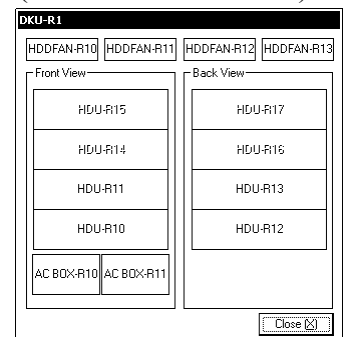 DKU-R1
HDDFAN-R10 HDDFAN-R11 HDDFAN-R12 HDDFAN-R13
Front View Back View
HDU-R15 HDU-R17
HDU-R14 HDU-R16
HDU-R11 HDU-R13
HDU-R10 HDU-R12
AC BOX-R10 AC BOX-R11
Close (X)